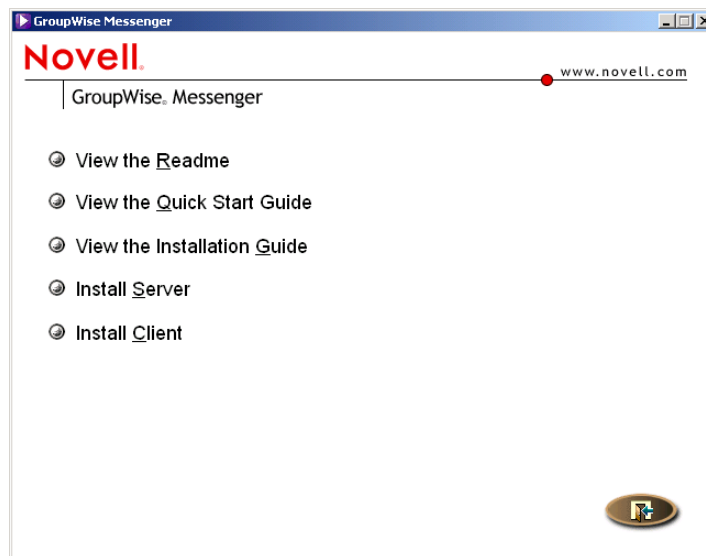 GroupWise Messenger
Novell.
www.novell.com
GroupWise® Messenger
View the Readme
View the Quick Start Guide
View the Installation Guide
Install Server
Install Client